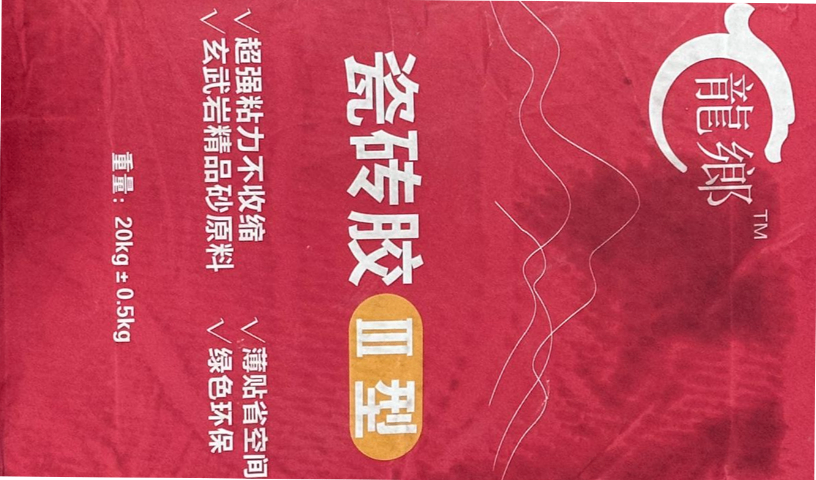 龍鄉
TM
瓷砖胶 Ⅲ型
√ 超强粘力不收缩 √ 薄贴省空间
√ 玄武岩精品砂原料 √ 绿色环保
重量：20kg±0.5kg